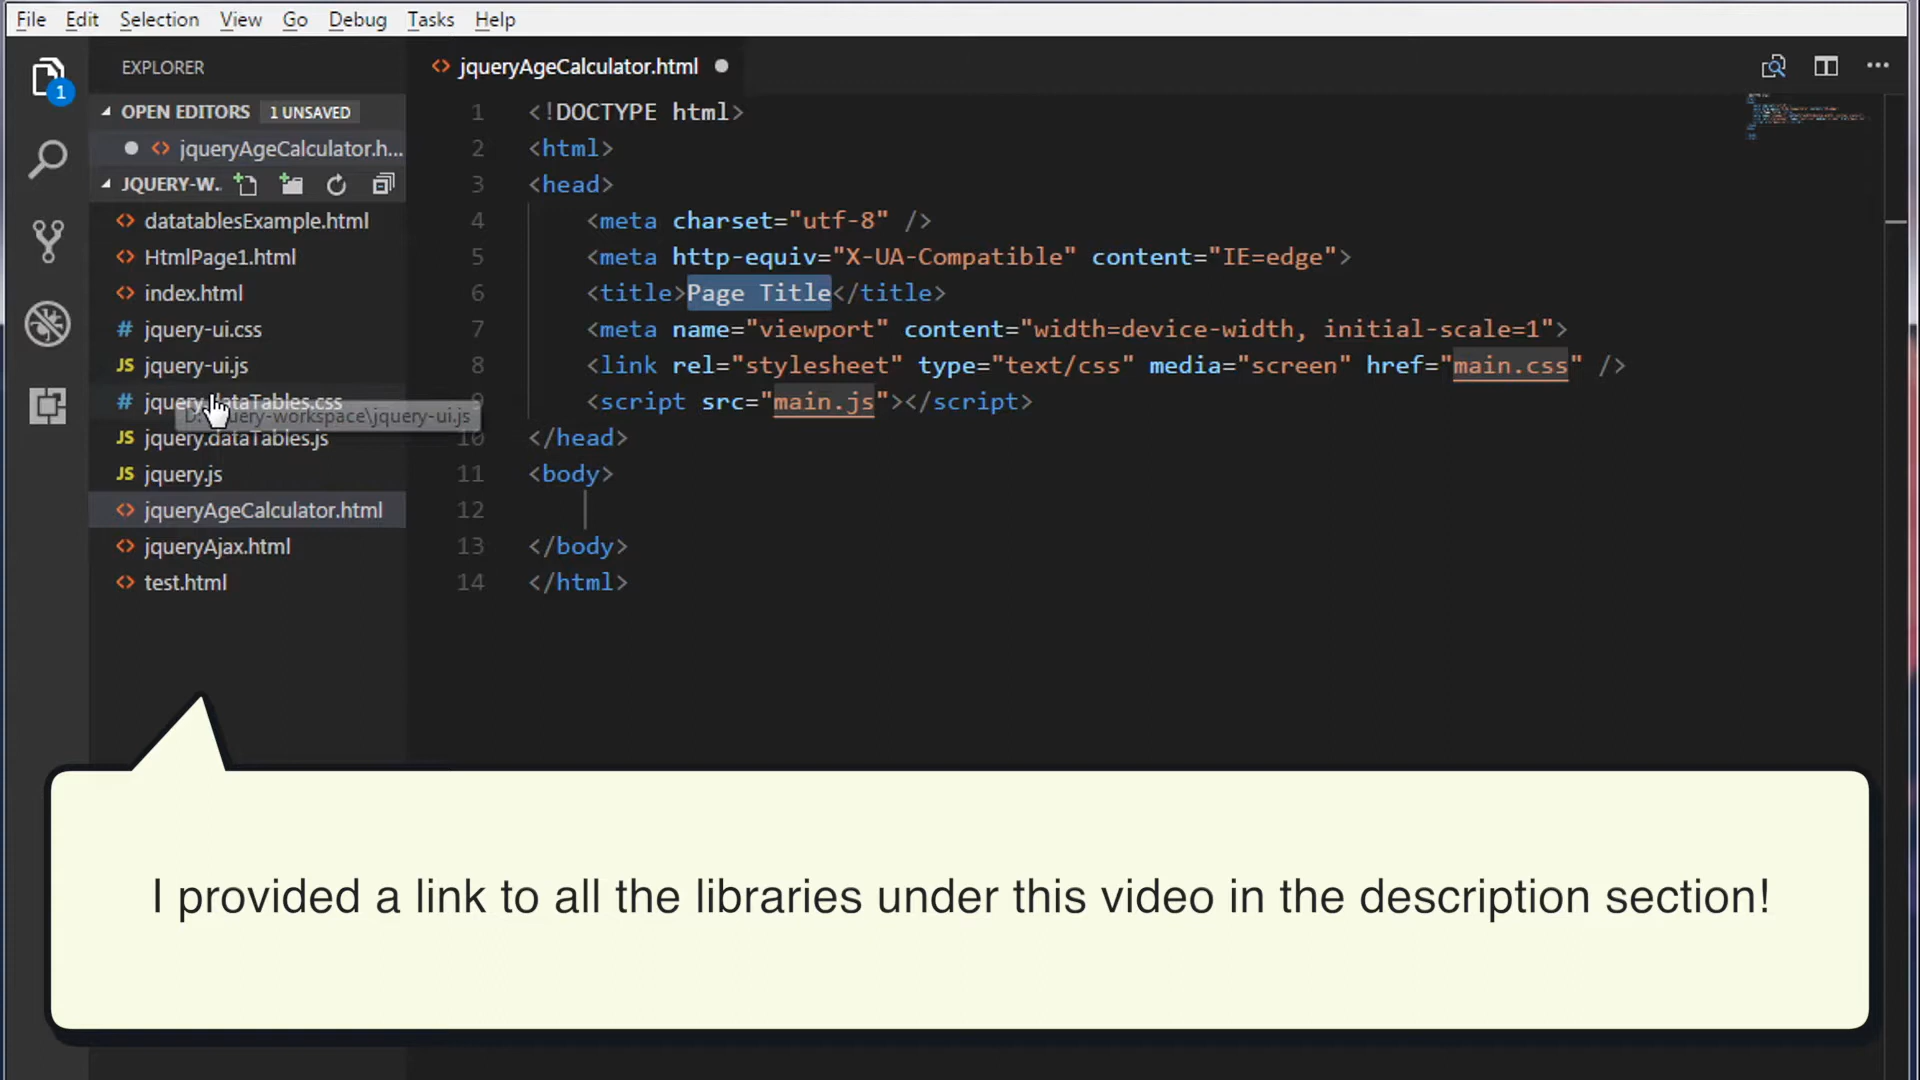 File Edit Selection View Go Debug Tasks Help
EXPLORER
OPEN EDITORS 1 UNSAVED
jqueryAgeCalculator.h...
JQUERY-W..
datatablesExample.html
HtmlPage1.html
index.html
jquery-ui.css
jquery-ui.js
jquery.dataTables.css
jquery-workspace\jquery-ui.js
jquery.dataTables.js
jquery.js
jqueryAgeCalculator.html
jqueryAjax.html
test.html
1
jqueryAgeCalculator.html
1 <!DOCTYPE html>
2 <html>
3 <head>
4 <meta charset="utf-8" />
5 <meta http-equiv="X-UA-Compatible" content="IE=edge">
6 <title>Page Title</title>
7 <meta name="viewport" content="width=device-width, initial-scale=1">
8 <link rel="stylesheet" type="text/css" media="screen" href="main.css" />
9 <script src="main.js"></script>
10 </head>
11 <body>
12
13 </body>
14 </html>
I provided a link to all the libraries under this video in the description section!